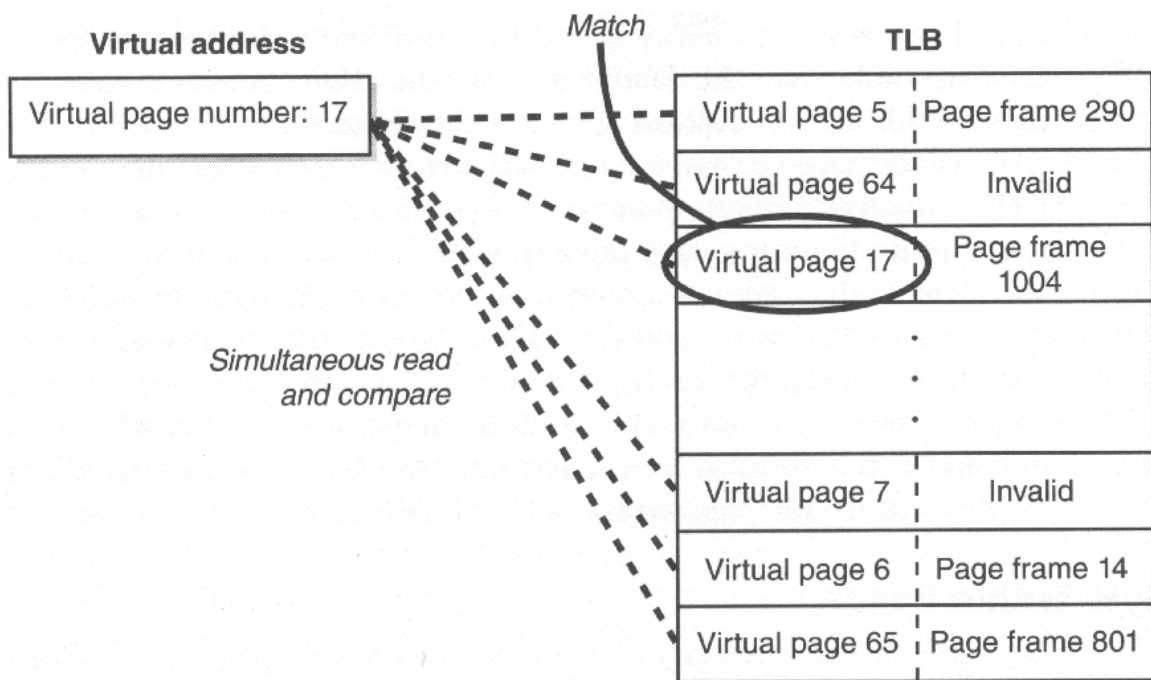 Match
Virtual address
TLB
Virtual page number: 17
Virtual page 5
Page frame 290
Virtual page 64
Invalid
Virtual page 17
Page frame
1004
Simultaneous read
and compare
Virtual page 7
Invalid
Virtual page 6
Page frame 14
Virtual page 65
Page frame 801